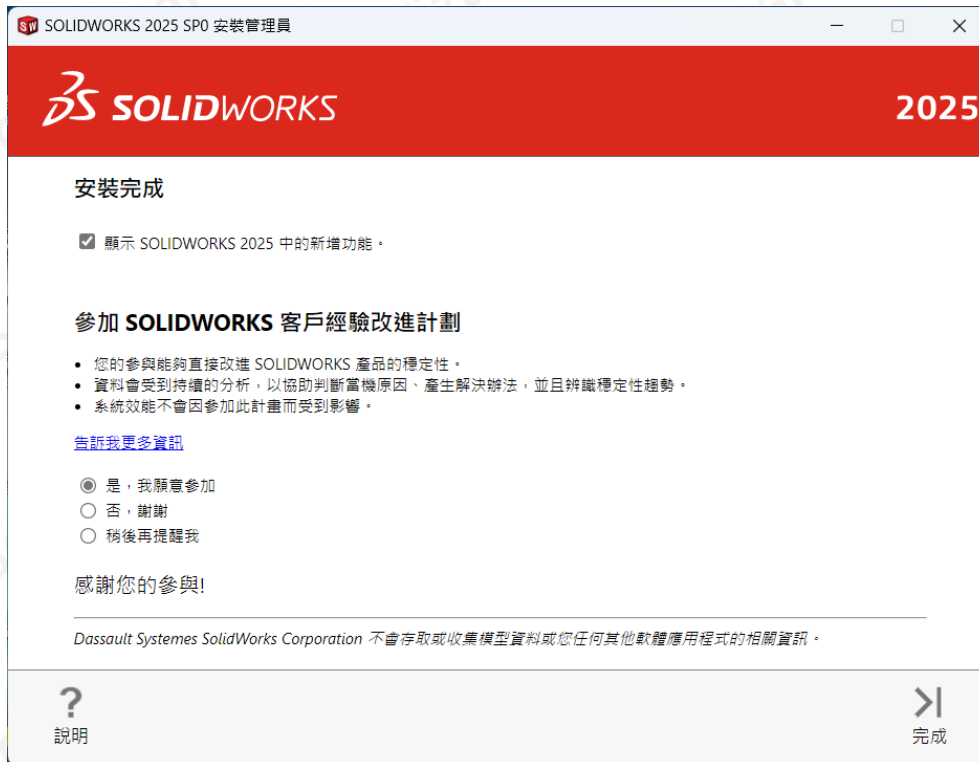 SOLIDWORKS 2025 SP0 安裝管理員
SOLIDWORKS
2025
安裝完成
顯示 SOLIDWORKS 2025 中的新增功能。
參加 SOLIDWORKS 客戶經驗改進計劃
• 您的參與能夠直接改進 SOLIDWORKS 產品的穩定性。
• 資料會受到持續的分析，以協助判斷當機原因、產生解決辦法，並且辨識穩定性趨勢。
• 系統效能不會因參加此計畫而受到影響。
告訴我更多資訊
是，我願意參加
否，謝謝
稍後再提醒我
感謝您的參與!
Dassault Systemes SolidWorks Corporation 不會存取或收集模型資料或您任何其他軟體應用程式的相關資訊。
?
說明
完成